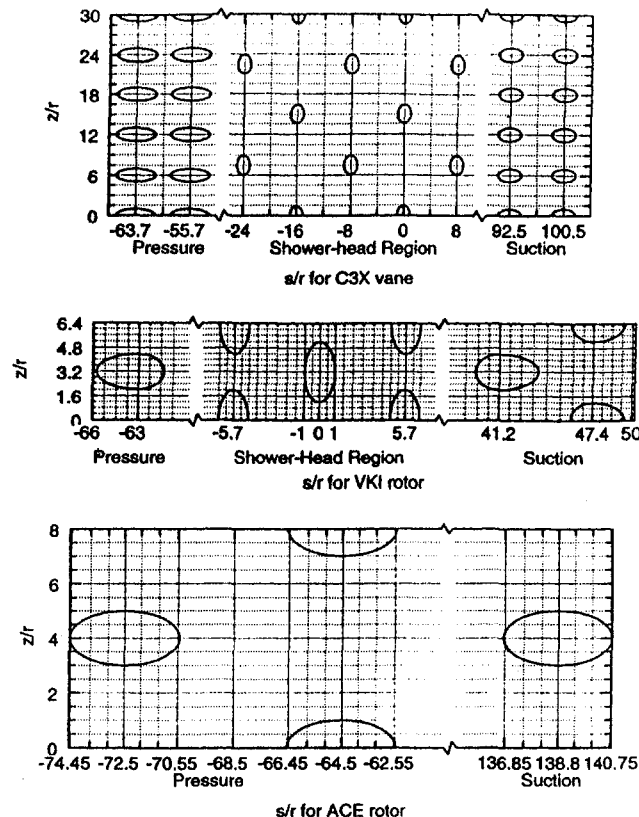 30
24
18
12
6
0
z/r
-63.7 -55.7 -24 -16 -8 0 8 92.5 100.5
Pressure Shower-head Region Suction
s/r for C3X vane
6.4
4.8
3.2
1.6
0
z/r
-66 -63 -5.7 -1 0 1 5.7 41.2 47.4 50
Pressure Shower-Head Region Suction
s/r for VKI rotor
8
6
4
2
0
z/r
-74.45 -72.5 -70.55 -68.5 -66.45 -64.5 -62.55 136.85 138.8 140.75
Pressure Suction
s/r for ACE rotor